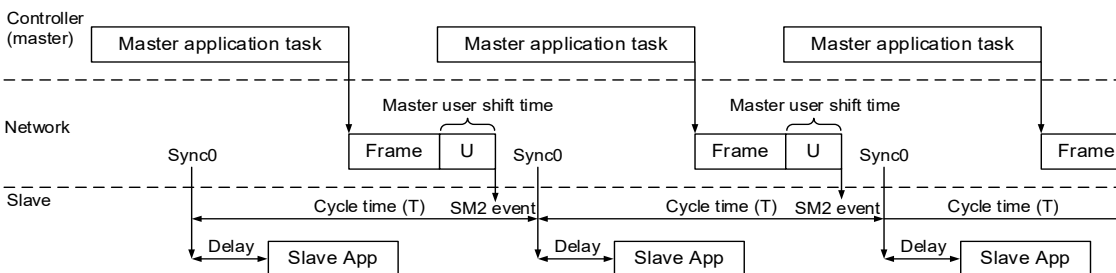 Controller
(master)
Master application task
Master application task
Master application task
Master user shift time
Master user shift time
Network
Frame
U
Frame
U
Frame
Sync0
Sync0
Sync0
Slave
Cycle time (T)
SM2 event
Cycle time (T)
SM2 event
Cycle time (T)
Delay
Slave App
Delay
Slave App
Delay
Slave App